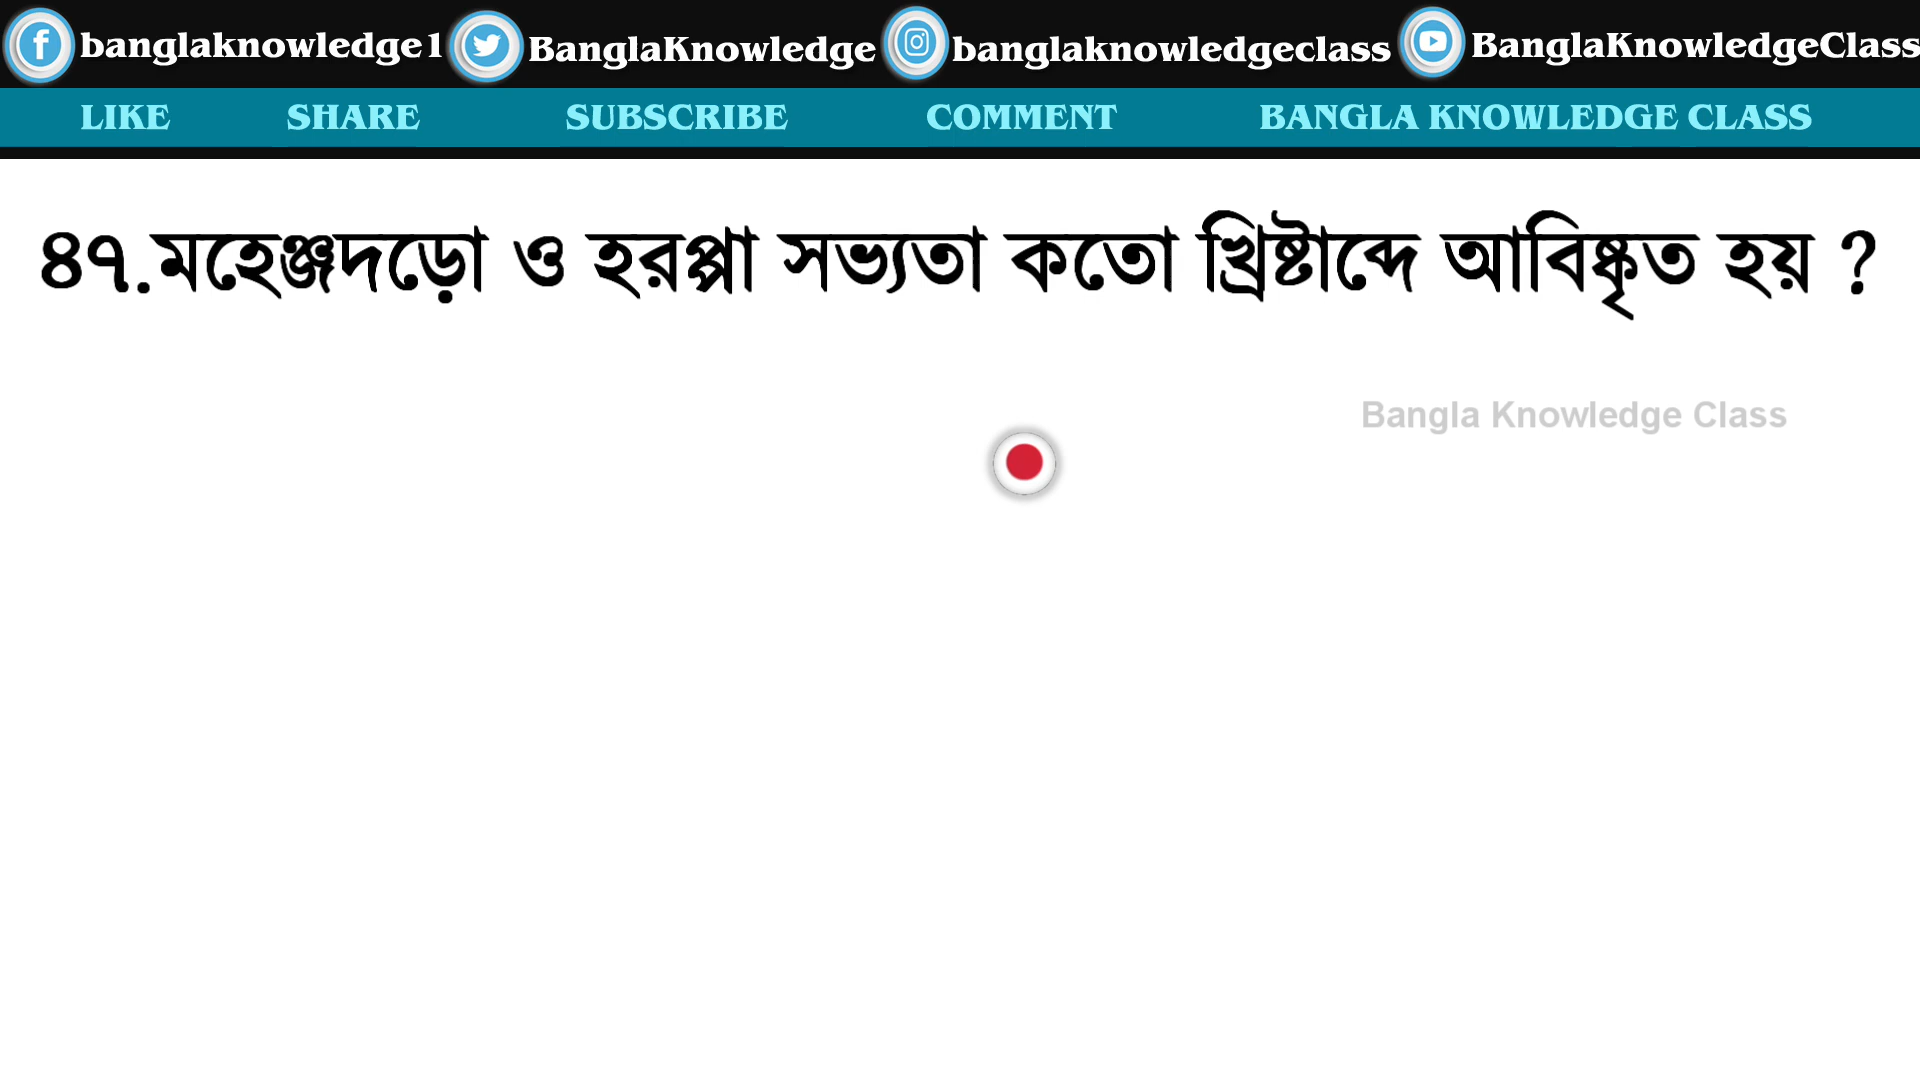 banglaknowledge1 BanglaKnowledge banglaknowledgeclass BanglaKnowledgeClass
LIKE SHARE SUBSCRIBE COMMENT BANGLA KNOWLEDGE CLASS
৪৭.মহেঞ্জদড়ো ও হরপ্পা সভ্যতা কতো খ্রিষ্টাব্দে আবিষ্কৃত হয় ?
Bangla Knowledge Class